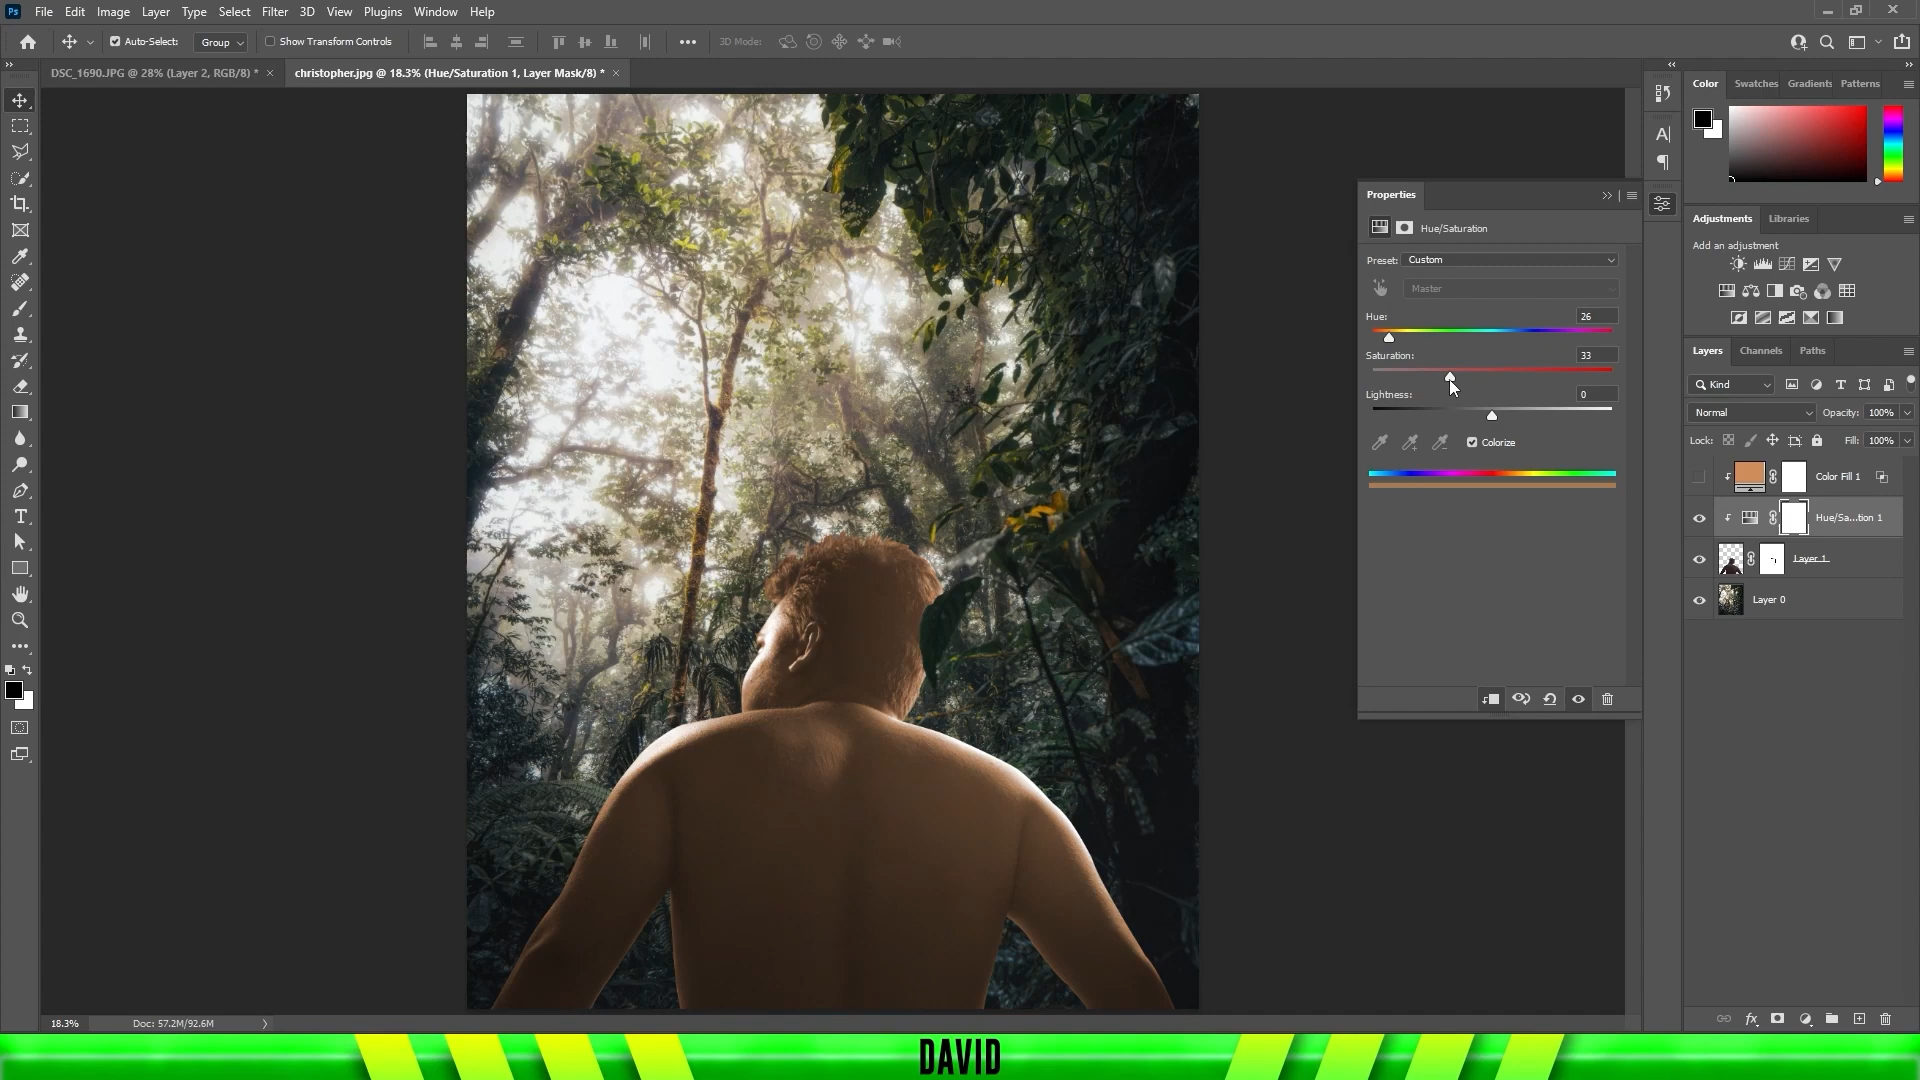 Ps File Edit Image Layer Type Select Filter 3D View Plugins Window Help
Auto-Select: Group Show Transform Controls 3D Mode:
DSC_1690.JPG @ 28% (Layer 2, RGB/8) * × christopher.jpg @ 18.3% (Hue/Saturation 1, Layer Mask/8) * ×
Color Swatches Gradients Patterns
Properties
Hue/Saturation
Preset: Custom
Master
Hue: 26
Saturation: 33
Lightness: 0
Colorize
Adjustments Libraries
Add an adjustment
Layers Channels Paths
Kind
Normal Opacity: 100%
Lock: Fill: 100%
Color Fill 1
Hue/Sa...tion 1
Layer 1
Layer 0
18.3% Doc: 57.2M/92.6M
DAVID